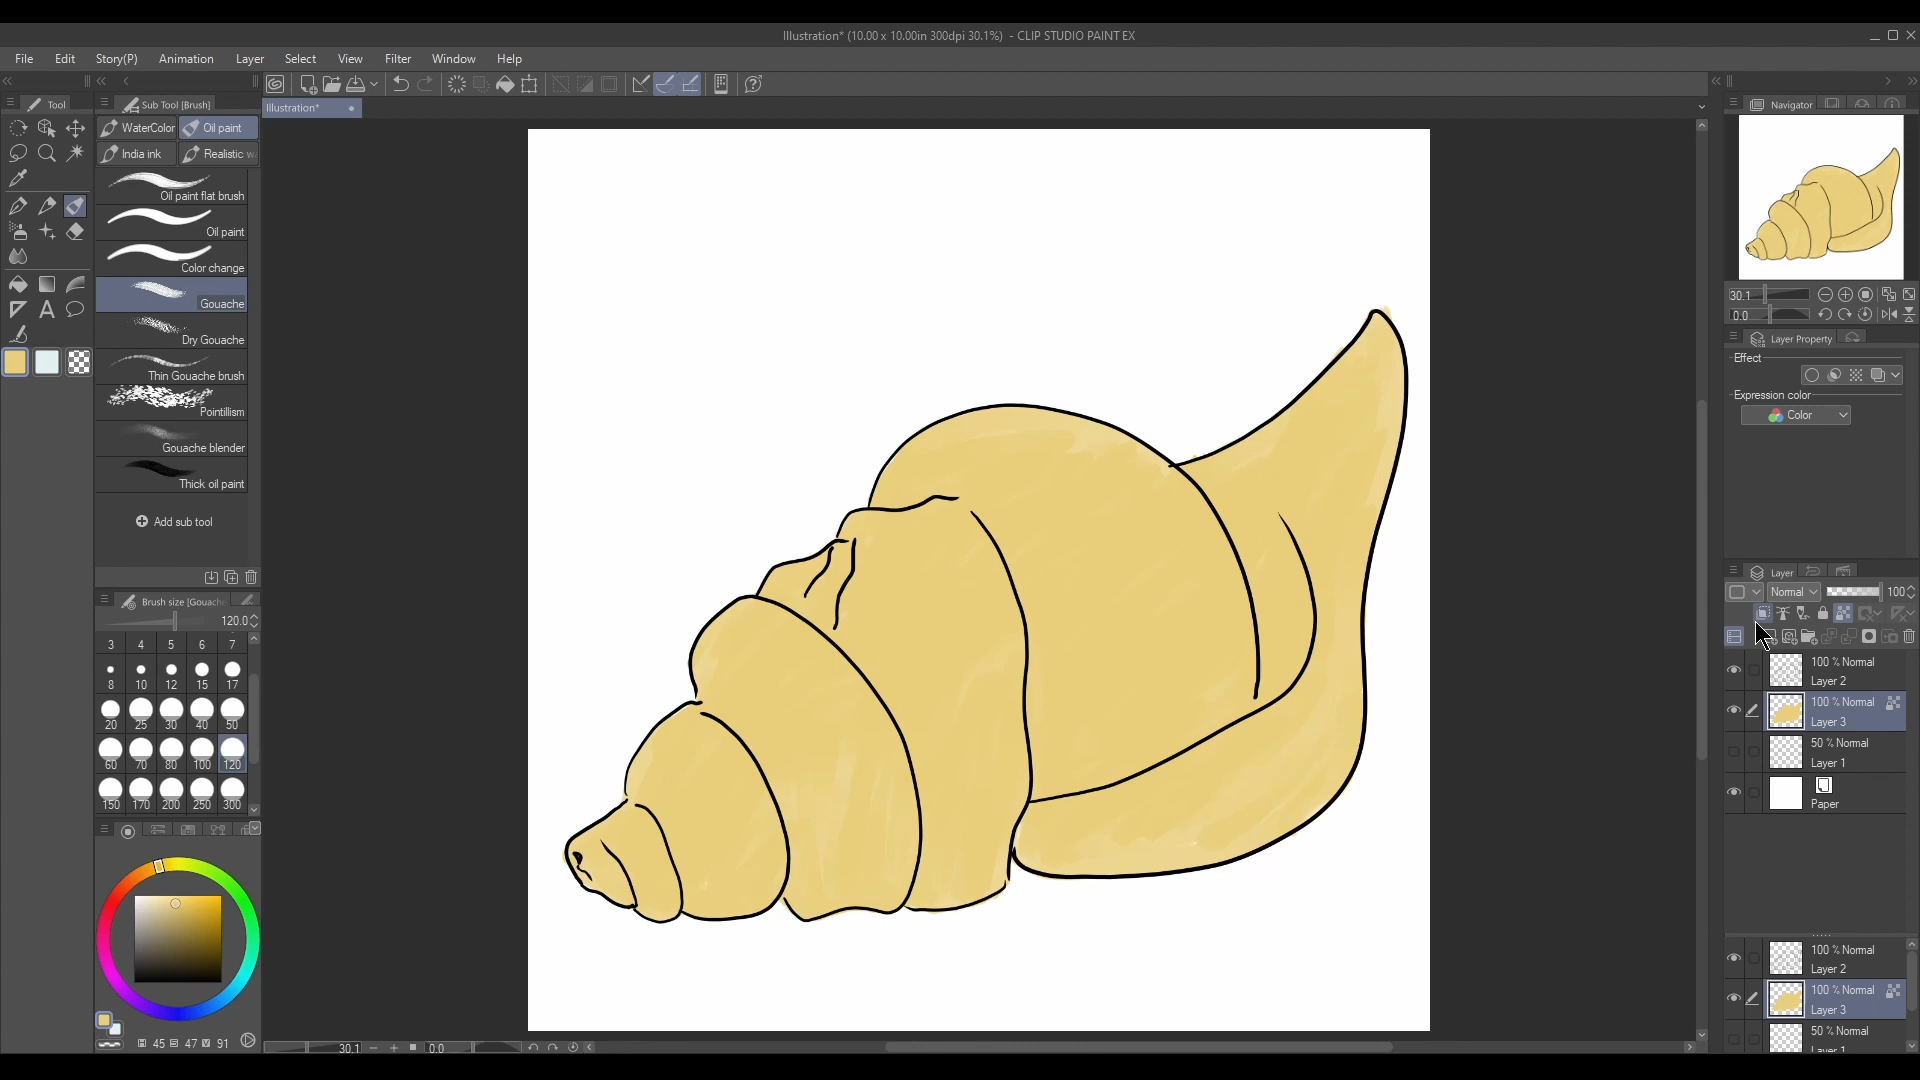 Illustration* (10.00 x 10.00in 300dpi 30.1%) - CLIP STUDIO PAINT EX
File Edit Story(P) Animation Layer Select View Filter Window Help
Tool
Sub Tool [Brush]
Illustration*
Navigator
WaterColor
Oil paint
India ink
Realistic
Oil paint flat brush
Oil paint
Color change
Gouache
Dry Gouache
Thin Gouache brush
Pointillism
Gouache blender
Thick oil paint
Add sub tool
Brush size [Gouache
120.0
3 4 5 6 7
8 10 12 15 17
20 25 30 40 50
60 70 80 100 120
150 170 200 250 300
45 47 91
30.1
0.0
30.1
0.0
Layer Property
Effect
Expression color
Color
Layer
Normal 100
100 % Normal
Layer 2
100 % Normal
Layer 3
50 % Normal
Layer 1
Paper
100 % Normal
Layer 2
100 % Normal
Layer 3
50 % Normal
Layer 1